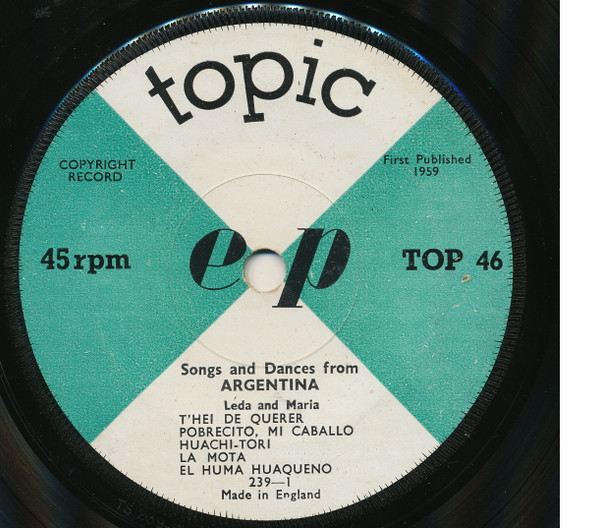 topic
COPYRIGHT
RECORD
First Published
1959
45 rpm
ep
TOP 46
Songs and Dances from
ARGENTINA
Leda and Maria
T'HEI DE QUERER
POBRECITO, MI CABALLO
HUACHI-TORI
LA MOTA
EL HUMA HUAQUENO
239—1
Made in England